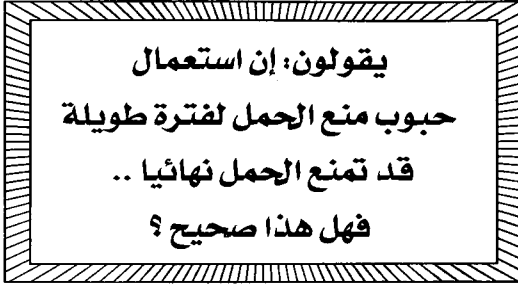 يقولون: إن استعمال
حبوب منع الحمل لفترة طويلة
قد تمنع الحمل نهائيا ..
فهل هذا صحيح ؟